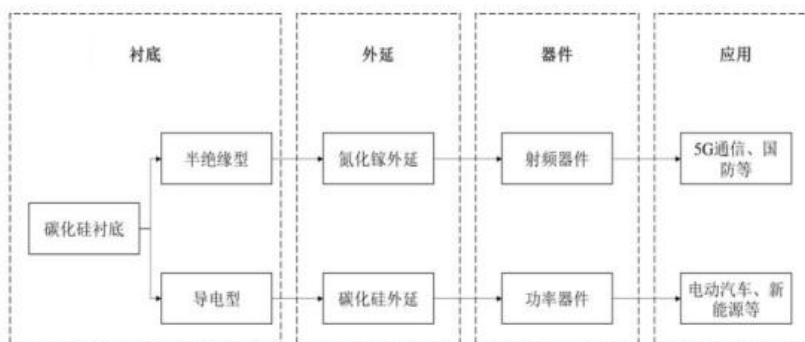 衬底
外延
器件
应用
半绝缘型
氮化镓外延
射频器件
5G通信、国
防等
碳化硅衬底
导电型
碳化硅外延
功率器件
电动汽车、新
能源等